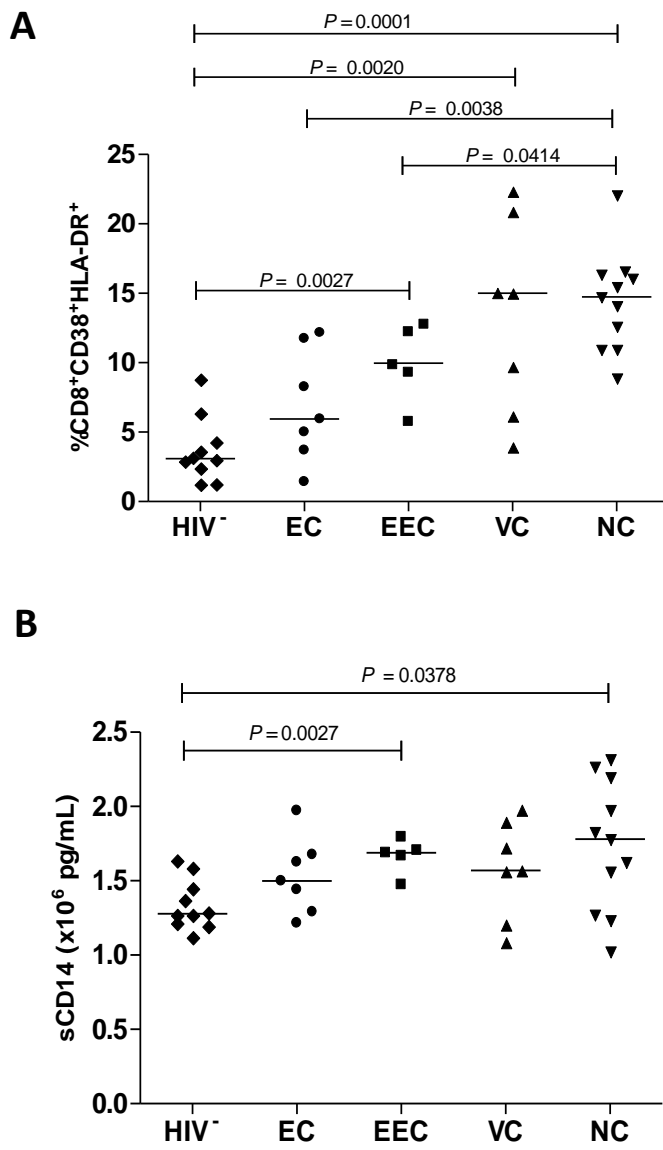 A
P = 0.0001
P = 0.0020
P = 0.0038
P = 0.0414
P = 0.0027
%CD8⁺CD38⁺HLA-DR⁺
25
20
15
10
5
0
HIV⁻ EC EEC VC NC
B
P = 0.0378
P = 0.0027
sCD14 (x10⁶ pg/mL)
2.5
2.0
1.5
1.0
0.5
0.0
HIV⁻ EC EEC VC NC